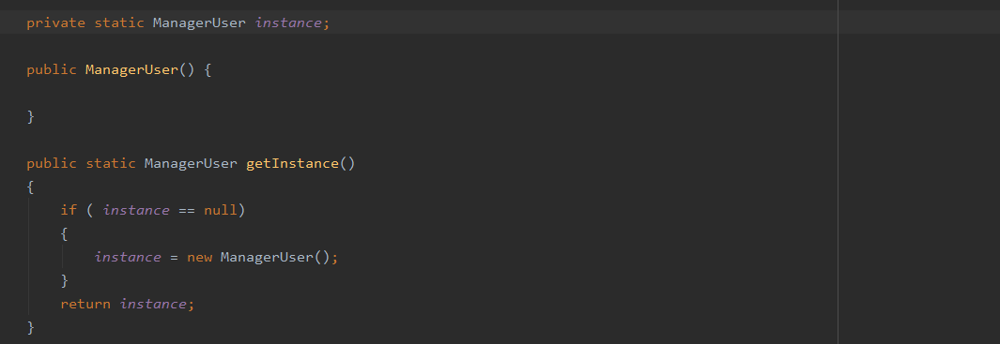 private static ManagerUser instance;
public ManagerUser() {
}
public static ManagerUser getInstance()
{
if ( instance == null)
{
instance = new ManagerUser();
}
return instance;
}